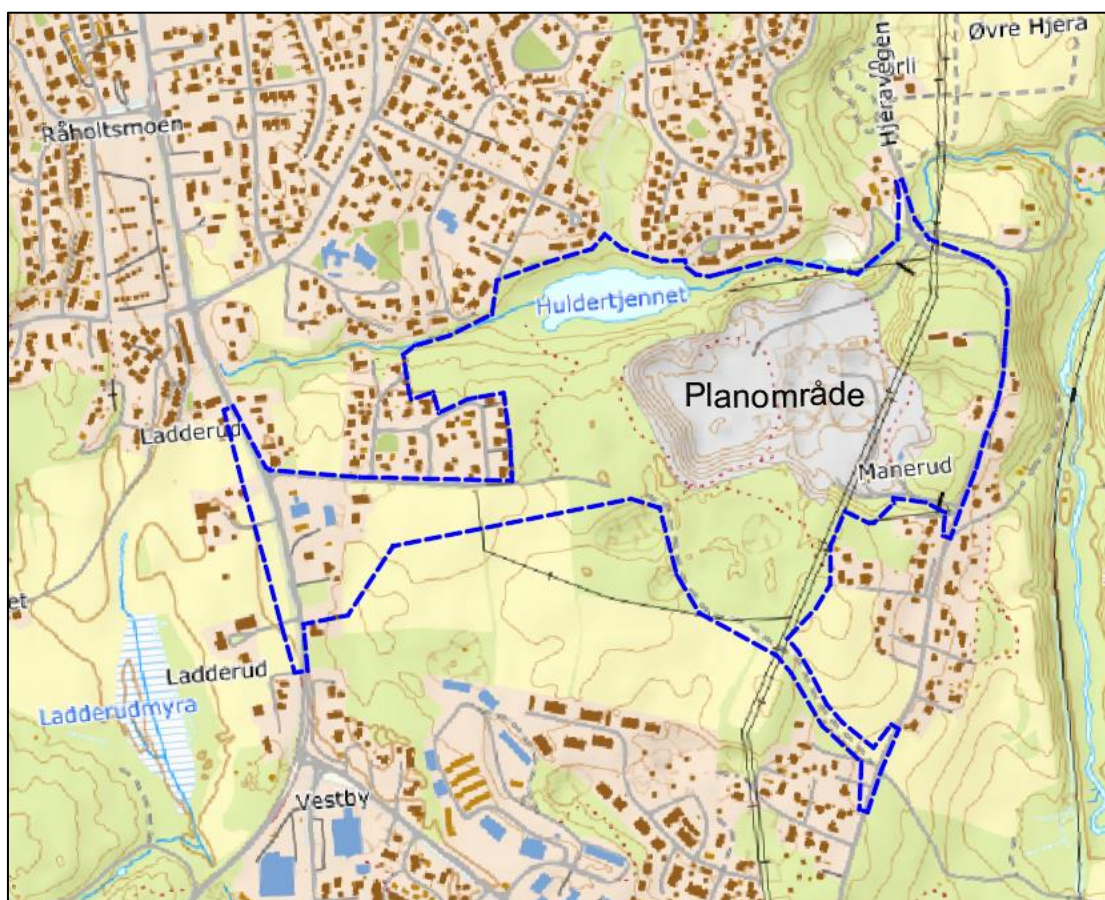 Øvre Hjera
Hjeravegen
Råholtsmoen
Huldertjennet
Planområde
Ladderud
Manerud
Ladderud
Ladderudmyra
Vestby